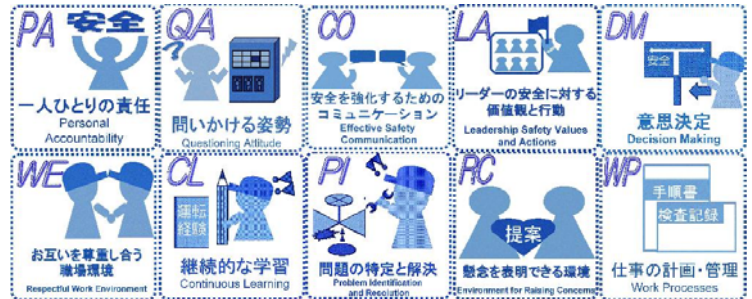 PA
安全
一人ひとりの責任
Personal
Accountability
QA
?
問いかける姿勢
Questioning Attitude
CO
安全を強化するための
コミュニケーション
Effective Safety
Communication
LA
リーダーの安全に対する
価値観と行動
Leadership Safety Values
and Actions
DM
安全
意思決定
Decision Making
WE
お互いを尊重し合う
職場環境
Respectful Work Environment
CL
運転
経験
継続的な学習
Continuous Learning
PI
問題の特定と解決
Problem Identification
and Resolution
RC
提案
懸念を表明できる環境
Environment for Raising Concerns
WP
手順書
検査記録
仕事の計画・管理
Work Processes